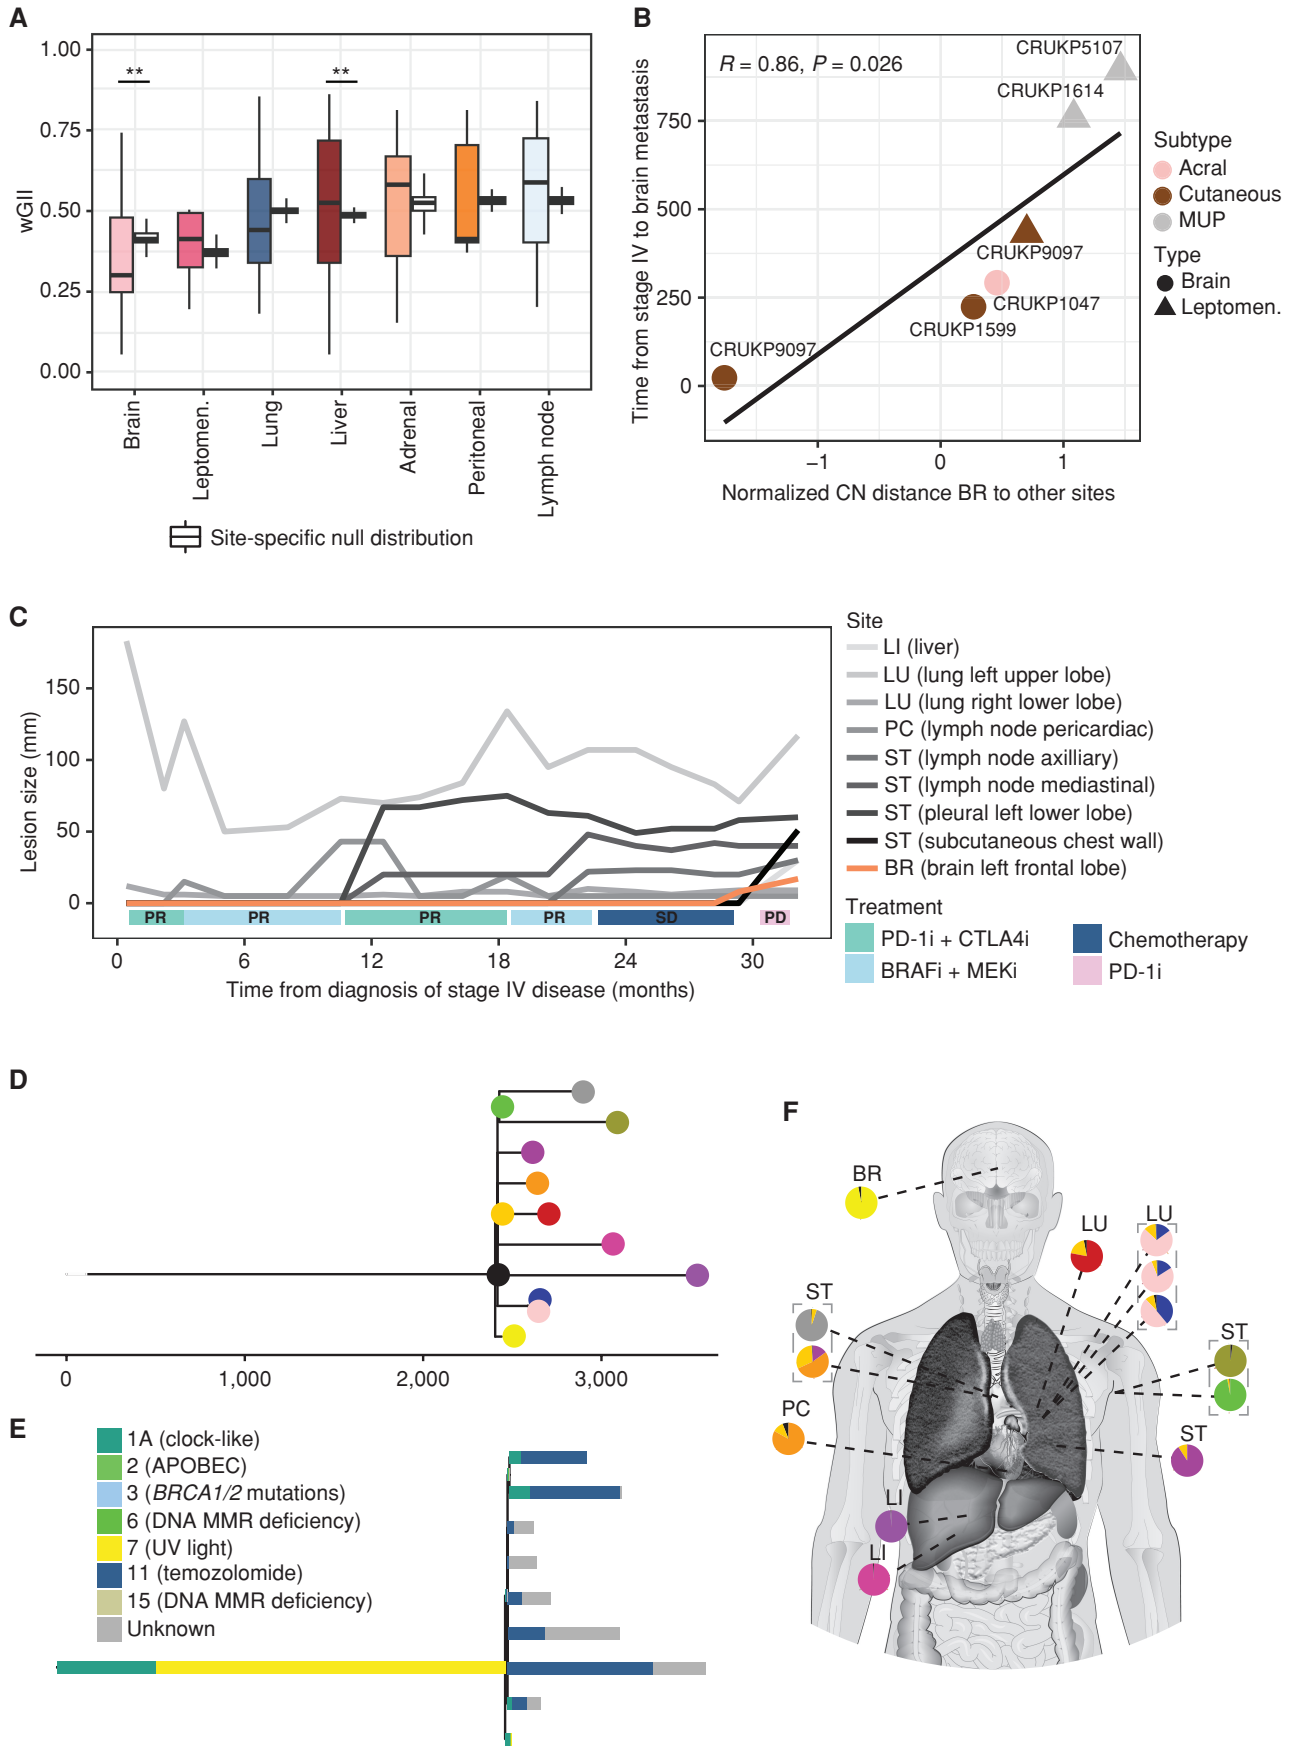 A
1.00
0.75
0.50
0.25
0.00
wGII
**
**
Brain
Leptomen.
Lung
Liver
Adrenal
Peritoneal
Lymph node
Site-specific null distribution
B
R = 0.86, P = 0.026
CRUKP5107
CRUKP1614
CRUKP9097
CRUKP1047
CRUKP1599
CRUKP9097
750
500
250
0
Time from stage IV to brain metastasis
−1
0
1
Normalized CN distance BR to other sites
Subtype
Acral
Cutaneous
MUP
Type
Brain
Leptomen.
C
150
100
50
0
Lesion size (mm)
PR
PR
PR
PR
SD
PD
0
6
12
18
24
30
Time from diagnosis of stage IV disease (months)
Site
LI (liver)
LU (lung left upper lobe)
LU (lung right lower lobe)
PC (lymph node pericardiac)
ST (lymph node axilliary)
ST (lymph node mediastinal)
ST (pleural left lower lobe)
ST (subcutaneous chest wall)
BR (brain left frontal lobe)
Treatment
PD-1i + CTLA4i
BRAFi + MEKi
Chemotherapy
PD-1i
D
0
1,000
2,000
3,000
E
1A (clock-like)
2 (APOBEC)
3 (BRCA1/2 mutations)
6 (DNA MMR deficiency)
7 (UV light)
11 (temozolomide)
15 (DNA MMR deficiency)
Unknown
F
BR
LU
LU
ST
ST
PC
ST
LI
LI